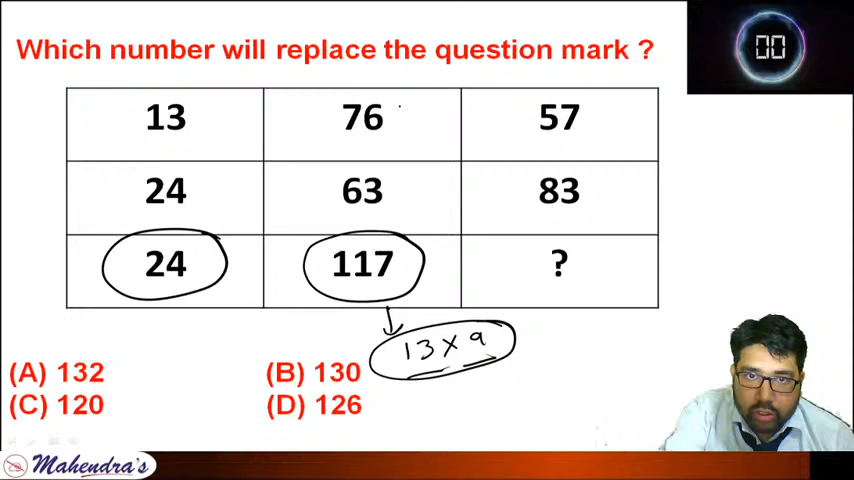 00
Which number will replace the question mark ?
13 76 57
24 63 83
24 117 ?
13 x 9
(A) 132 (B) 130
(C) 120 (D) 126
Mahendra's